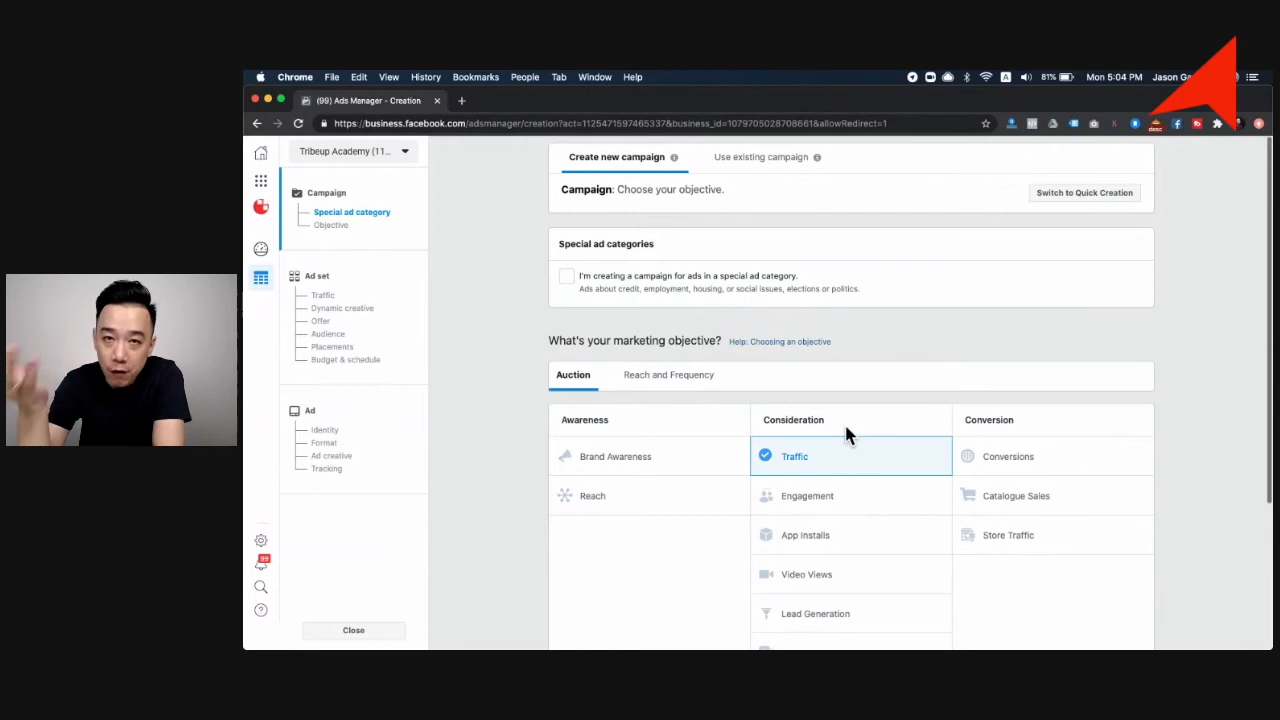 Chrome File Edit View History Bookmarks People Tab Window Help
A 81% Mon 5:04 PM
(99) Ads Manager - Creation
https://business.facebook.com/adsmanager/creation?act=1125471597465337&business_id=1079705028708661&allowRedirect=1
desc
Tribeup Academy (11...
Campaign
Special ad category
Objective
Ad set
Traffic
Dynamic creative
Offer
Audience
Placements
Budget & schedule
Ad
Identity
Format
Ad creative
Tracking
99
Close
Create new campaign Use existing campaign
Campaign: Choose your objective.
Switch to Quick Creation
Special ad categories
I'm creating a campaign for ads in a special ad category.
Ads about credit, employment, housing, or social issues, elections or politics.
What's your marketing objective? Help: Choosing an objective
Auction Reach and Frequency
Awareness Consideration Conversion
Brand Awareness Traffic Conversions
Reach Engagement Catalogue Sales
App Installs Store Traffic
Video Views
Lead Generation